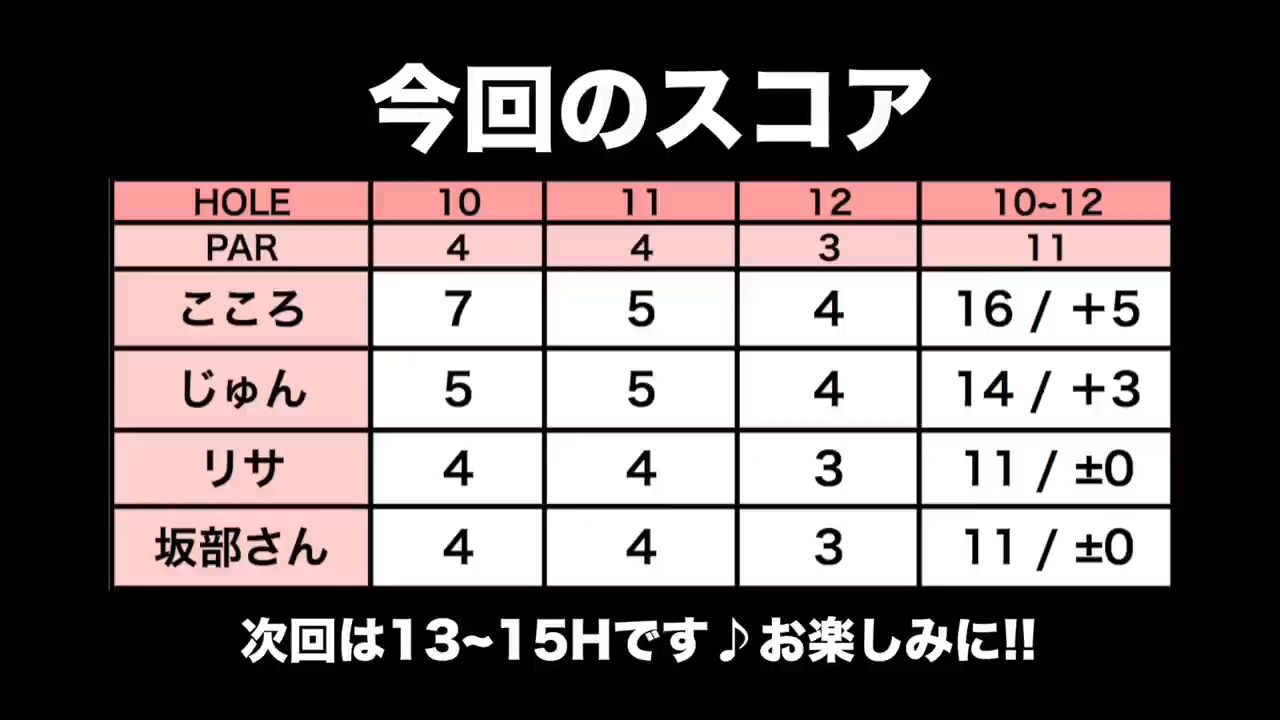 今回のスコア
HOLE 10 11 12 10~12
PAR 4 4 3 11
こころ 7 5 4 16 / +5
じゅん 5 5 4 14 / +3
リサ 4 4 3 11 / ±0
坂部さん 4 4 3 11 / ±0
次回は13~15Hです♪お楽しみに!!